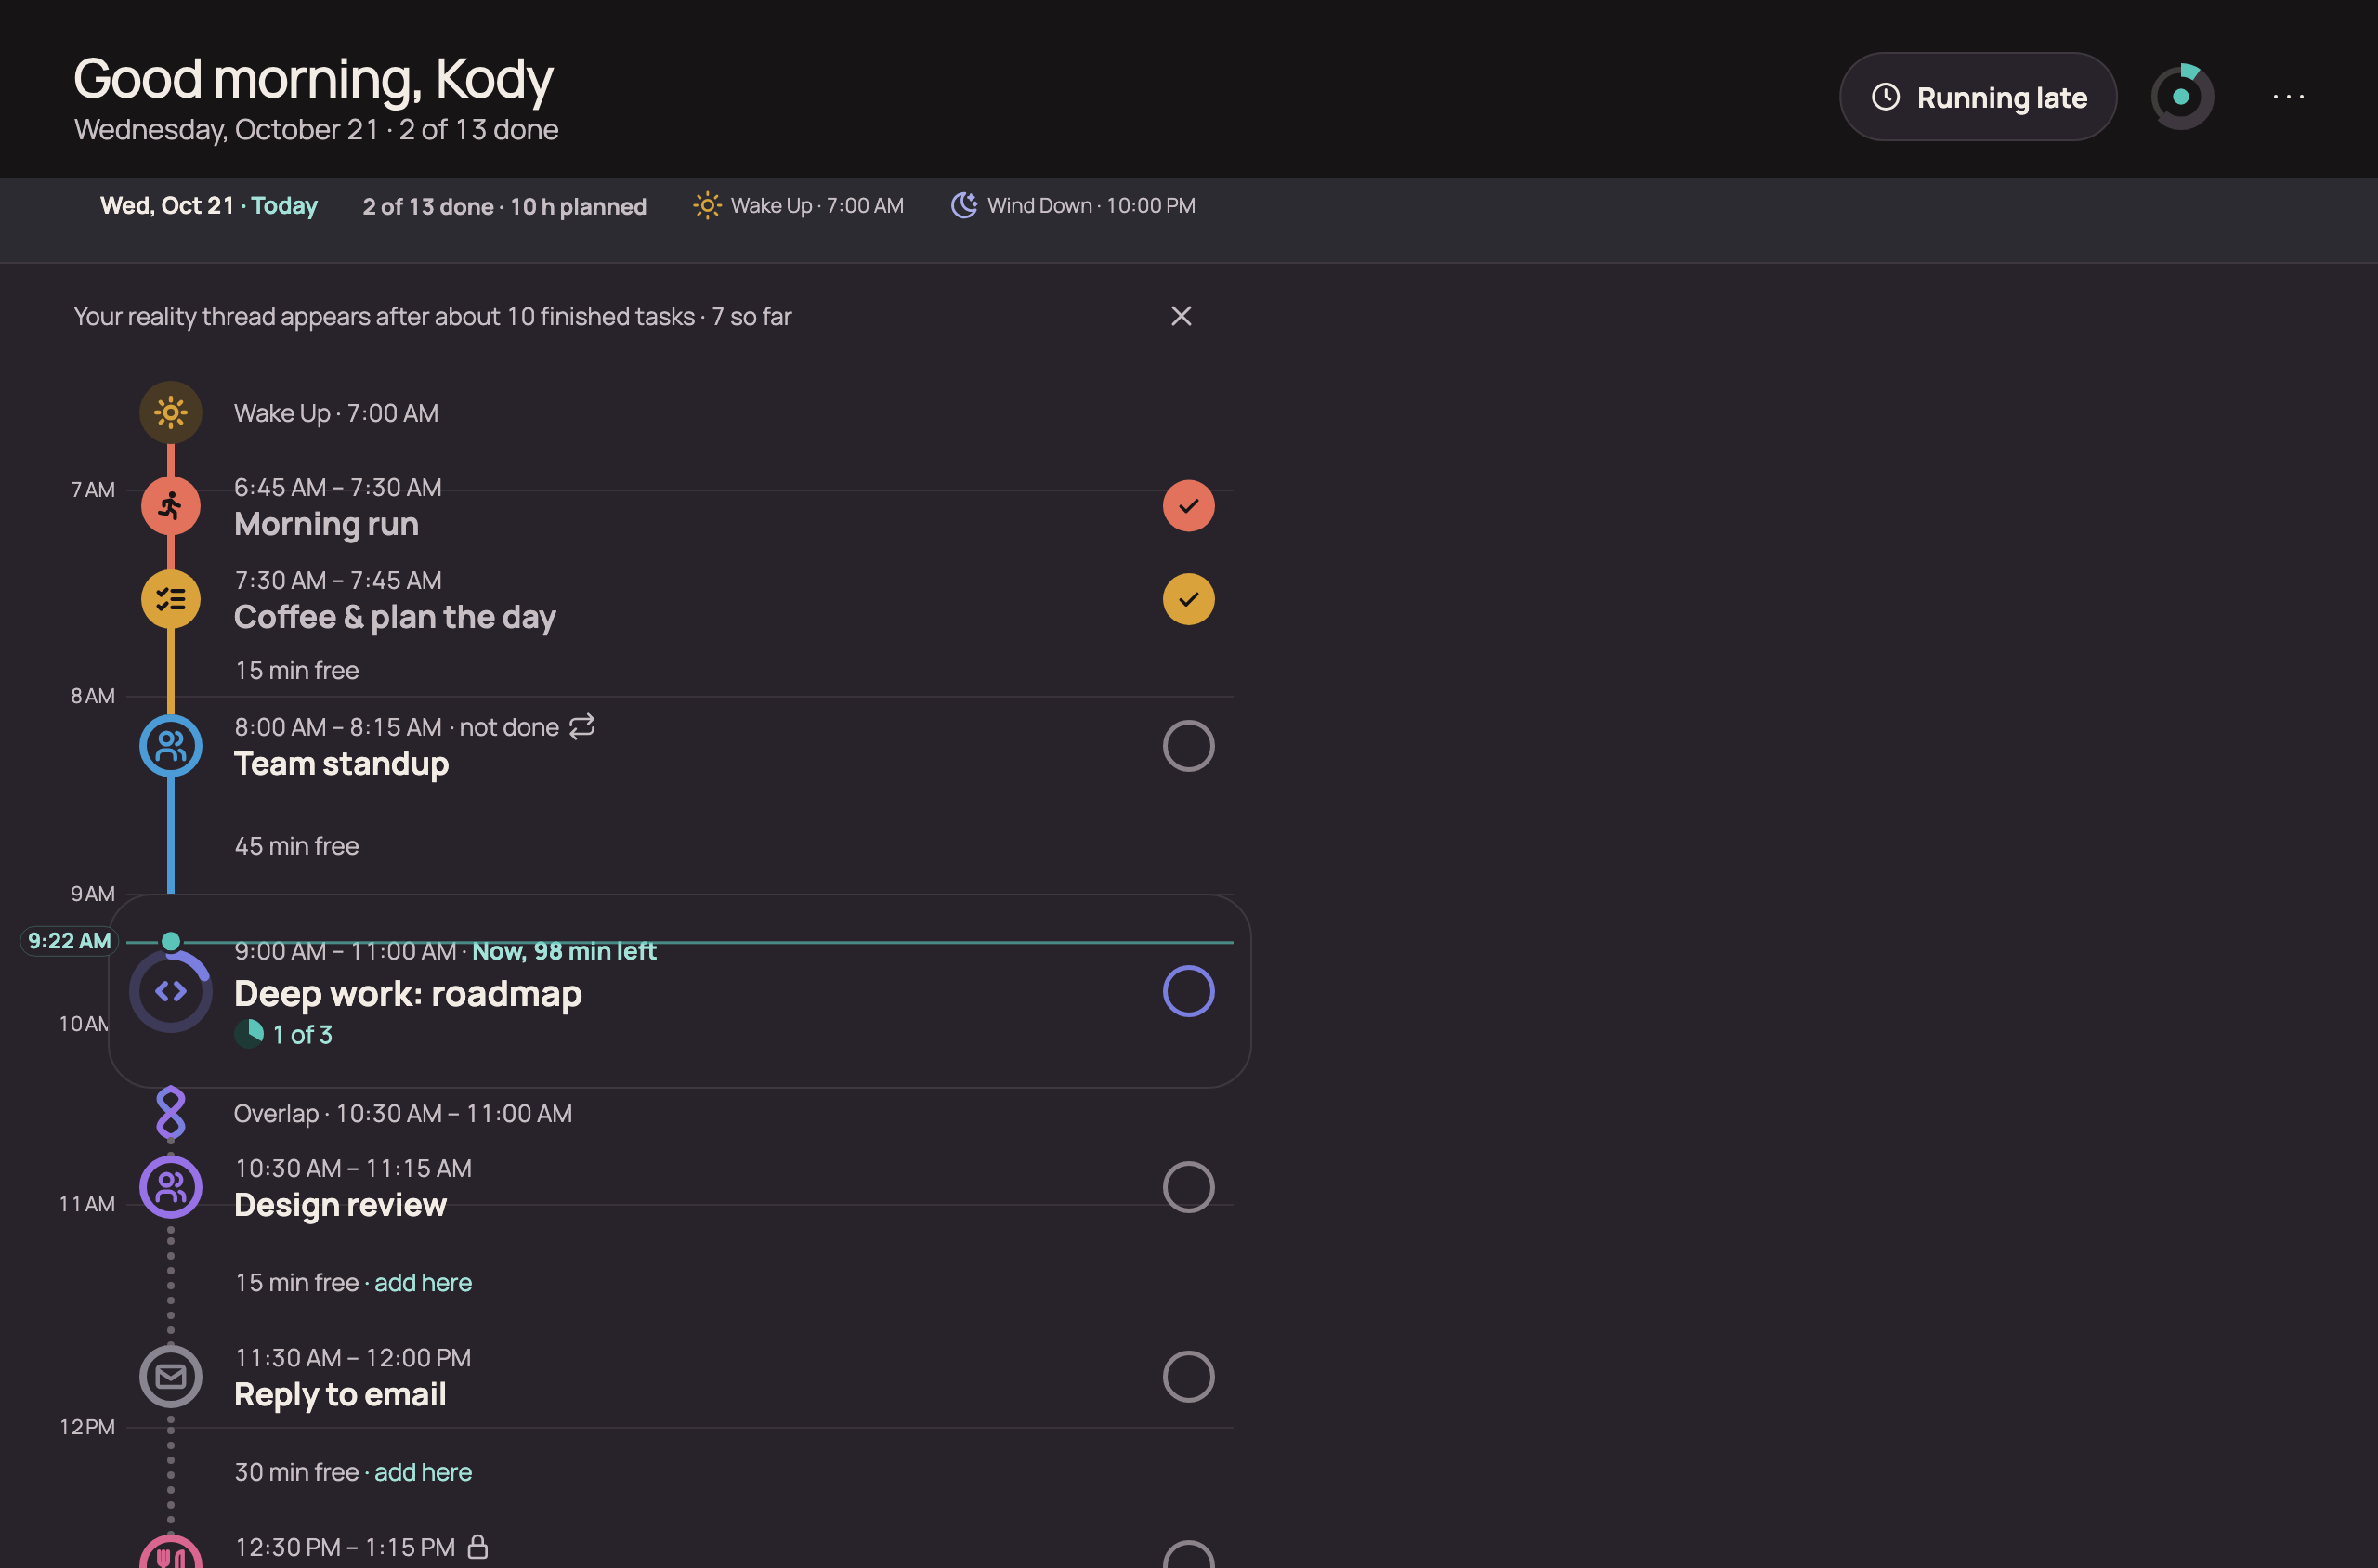 Good morning, Kody
Wednesday, October 21 · 2 of 13 done
Running late
Wed, Oct 21 · Today
2 of 13 done · 10 h planned
Wake Up · 7:00 AM
Wind Down · 10:00 PM
Your reality thread appears after about 10 finished tasks · 7 so far
Wake Up · 7:00 AM
7 AM
6:45 AM – 7:30 AM
Morning run
7:30 AM – 7:45 AM
Coffee & plan the day
15 min free
8 AM
8:00 AM – 8:15 AM · not done
Team standup
45 min free
9 AM
9:22 AM
9:00 AM – 11:00 AM · Now, 98 min left
Deep work: roadmap
10 AM
1 of 3
Overlap · 10:30 AM – 11:00 AM
10:30 AM – 11:15 AM
11 AM
Design review
15 min free · add here
11:30 AM – 12:00 PM
Reply to email
12 PM
30 min free · add here
12:30 PM – 1:15 PM